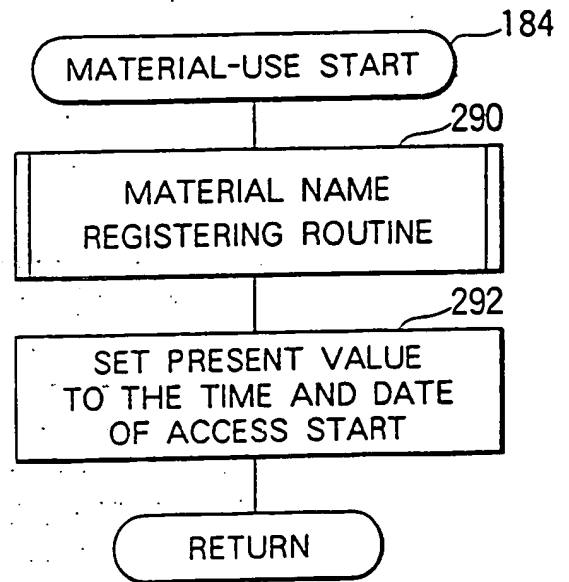 184
MATERIAL-USE START
290
MATERIAL NAME
REGISTERING ROUTINE
292
SET PRESENT VALUE
TO THE TIME AND DATE
OF ACCESS START
RETURN